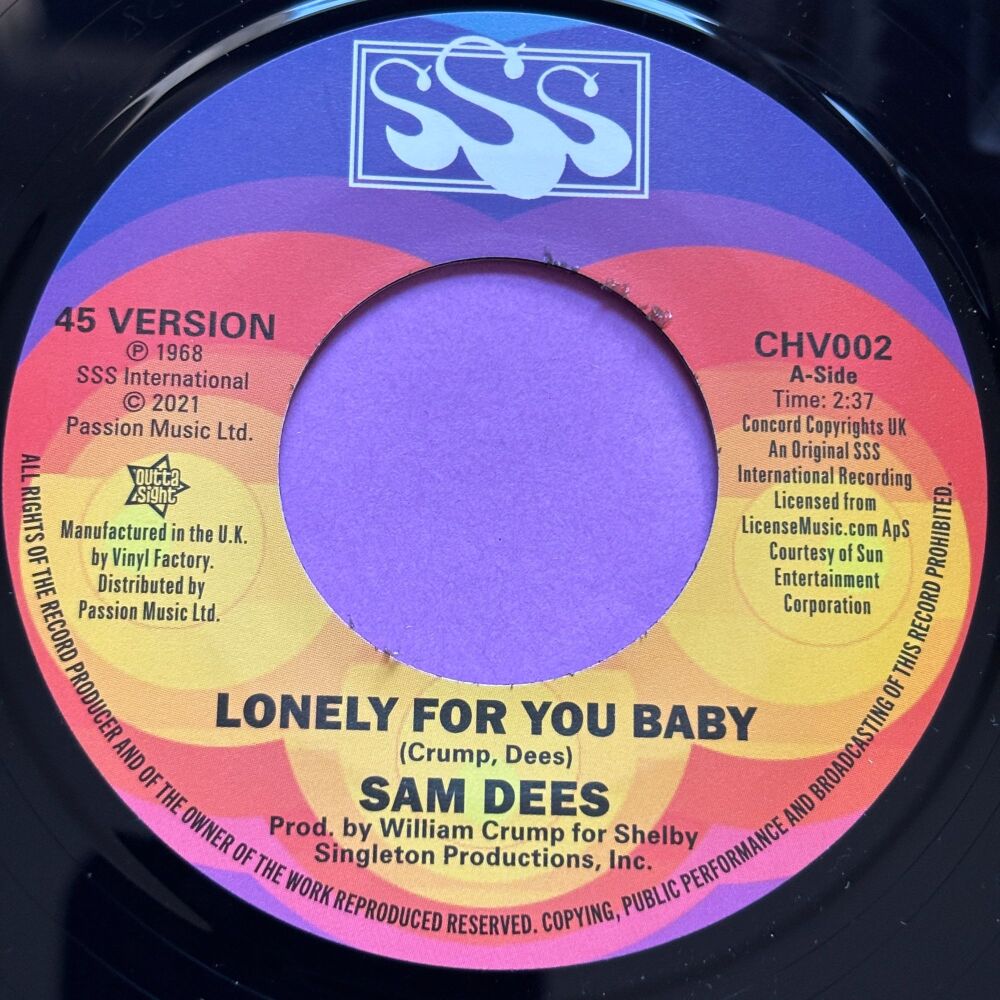 SSS
45 VERSION
℗ 1968
SSS International
© 2021
Passion Music Ltd.
outta
sight
Manufactured in the U.K.
by Vinyl Factory.
Distributed by
Passion Music Ltd.
CHV002
A-Side
Time: 2:37
Concord Copyrights UK
An Original SSS
International Recording
Licensed from
LicenseMusic.com ApS
Courtesy of Sun
Entertainment
Corporation
LONELY FOR YOU BABY
(Crump, Dees)
SAM DEES
Prod. by William Crump for Shelby
Singleton Productions, Inc.
ALL RIGHTS OF THE RECORD PRODUCER AND OF THE OWNER OF THE WORK REPRODUCED RESERVED. COPYING, PUBLIC PERFORMANCE AND BROADCASTING OF THIS RECORD PROHIBITED.